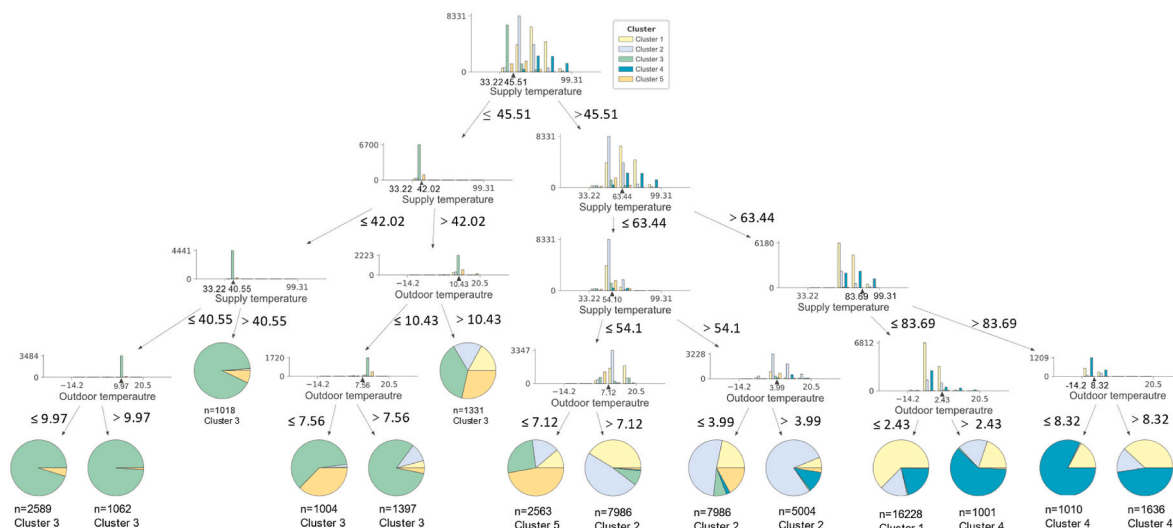 8331
0
33.22 45.51 99.31
Supply temperature
Cluster
Cluster 1
Cluster 2
Cluster 3
Cluster 4
Cluster 5
≤ 45.51
>45.51
6700
0
33.22 42.02 99.31
Supply temperature
8331
0
33.22 63.44 99.31
Supply temperature
≤ 42.02
> 42.02
≤ 63.44
> 63.44
4441
0
33.22 40.55 99.31
Supply temperature
2223
0
−14.2 10.43 20.5
Outdoor temperautre
8331
0
33.22 54.10 99.31
Supply temperature
6180
0
33.22 83.69 99.31
Supply temperature
≤ 40.55
> 40.55
≤ 10.43
> 10.43
≤ 54.1
> 54.1
≤ 83.69
> 83.69
3484
0
−14.2 9.97 20.5
Outdoor temperautre
n=1018
Cluster 3
1720
0
−14.2 7.56 20.5
Outdoor temperautre
n=1331
Cluster 3
3347
0
−14.2 7.12 20.5
Outdoor temperautre
3228
0
−14.2 3.99 20.5
Outdoor temperautre
6812
0
−14.2 2.43 20.5
Outdoor temperautre
1209
0
−14.2 8.32 20.5
Outdoor temperautre
≤ 9.97
> 9.97
≤ 7.56
> 7.56
≤ 7.12
> 7.12
≤ 3.99
> 3.99
≤ 2.43
> 2.43
≤ 8.32
> 8.32
n=2589
Cluster 3
n=1062
Cluster 3
n=1004
Cluster 3
n=1397
Cluster 3
n=2563
Cluster 5
n=7986
Cluster 2
n=7986
Cluster 2
n=5004
Cluster 2
n=16228
Cluster 1
n=1001
Cluster 4
n=1010
Cluster 4
n=1636
Cluster 4